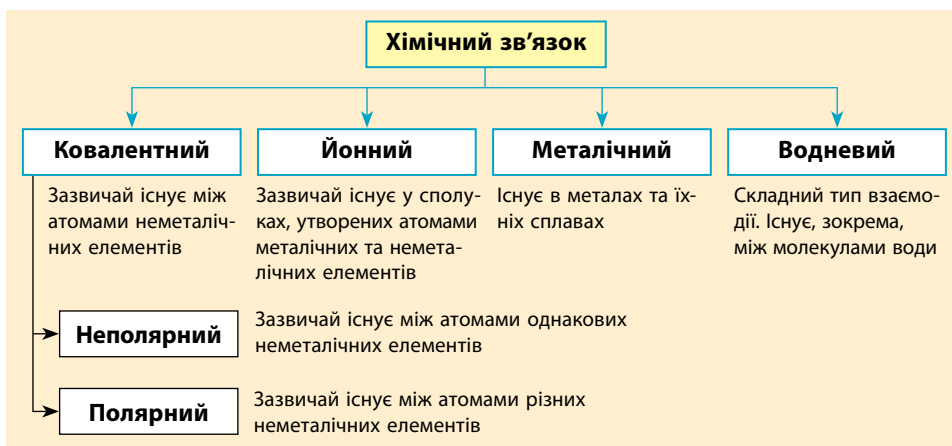 Хімічний зв’язок
Ковалентний
Йонний
Металічний
Водневий
Зазвичай існує між
атомами неметаліч-
них елементів
Зазвичай існує у сполу-
ках, утворених атомами
металічних та немета-
лічних елементів
Існує в металах та їх-
ніх сплавах
Складний тип взаємо-
дії. Існує, зокрема,
між молекулами води
Неполярний
Зазвичай існує між атомами однакових
неметалічних елементів
Полярний
Зазвичай існує між атомами різних
неметалічних елементів